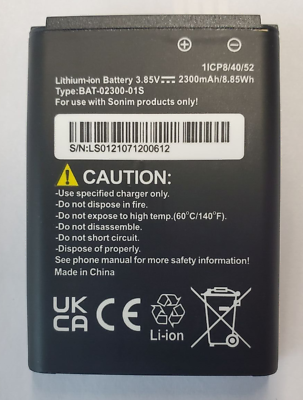 1ICP8/40/52
Lithium-ion Battery 3.85V⎓2300mAh/8.85Wh
Type:BAT-02300-01S
For use with Sonim products only!
S/N:LS0121071200612
CAUTION:
-Use specified charger only.
-Do not dispose in fire.
-Do not expose to high temp.(60°C/140°F)
-Do not disassemble.
-Do not short circuit.
-Dispose of properly.
See phone manual for more information!
Made in China
UK
CA
CE
Li-ion